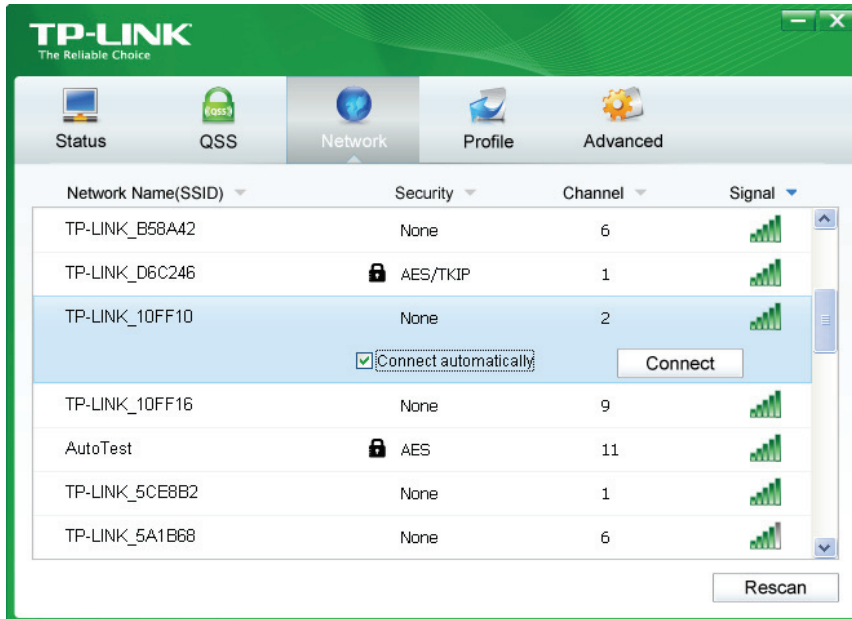 TP-LINK
The Reliable Choice
QSS
Status QSS Network Profile Advanced
Network Name(SSID) Security Channel Signal
TP-LINK_B58A42 None 6
TP-LINK_D6C246 AES/TKIP 1
TP-LINK_10FF10 None 2
Connect automatically Connect
TP-LINK_10FF16 None 9
AutoTest AES 11
TP-LINK_5CE8B2 None 1
TP-LINK_5A1B68 None 6
Rescan